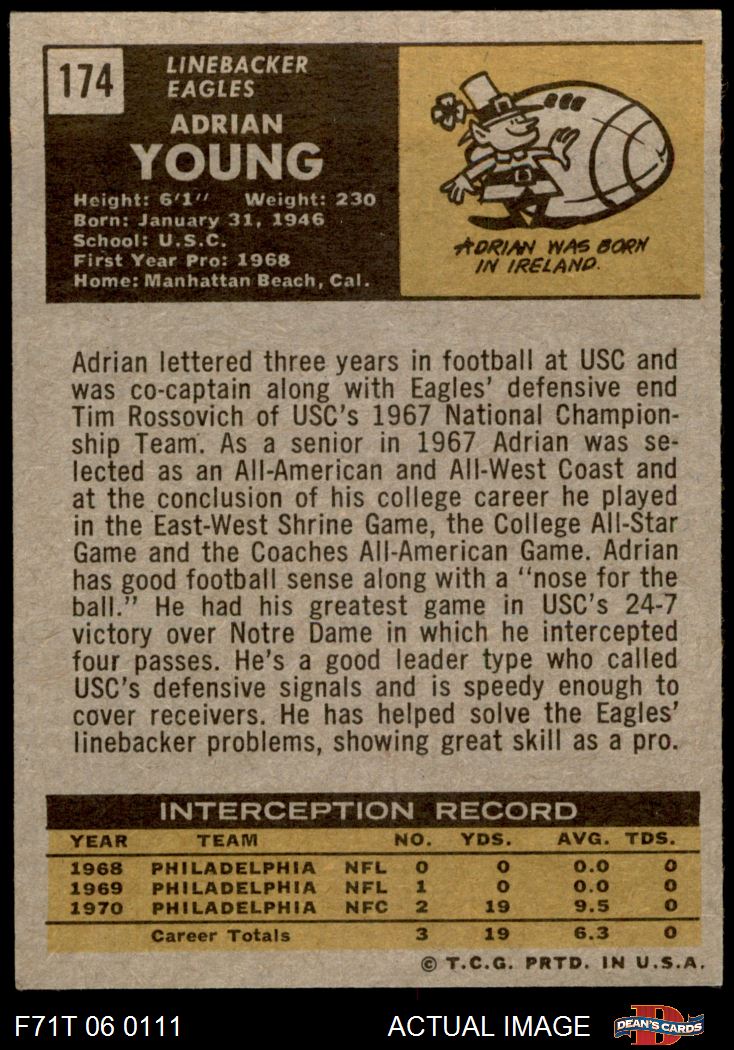 174
LINEBACKER
EAGLES
ADRIAN
YOUNG
Height: 6'1" Weight: 230
Born: January 31, 1946
School: U.S.C.
First Year Pro: 1968
Home: Manhattan Beach, Cal.
ADRIAN WAS BORN
IN IRELAND.
Adrian lettered three years in football at USC and
was co-captain along with Eagles' defensive end
Tim Rossovich of USC's 1967 National Champion-
ship Team. As a senior in 1967 Adrian was se-
lected as an All-American and All-West Coast and
at the conclusion of his college career he played
in the East-West Shrine Game, the College All-Star
Game and the Coaches All-American Game. Adrian
has good football sense along with a "nose for the
ball." He had his greatest game in USC's 24-7
victory over Notre Dame in which he intercepted
four passes. He's a good leader type who called
USC's defensive signals and is speedy enough to
cover receivers. He has helped solve the Eagles'
linebacker problems, showing great skill as a pro.
INTERCEPTION RECORD
YEAR TEAM NO. YDS. AVG. TDS.
1968 PHILADELPHIA NFL 0 0 0.0 0
1969 PHILADELPHIA NFL 1 0 0.0 0
1970 PHILADELPHIA NFC 2 19 9.5 0
Career Totals 3 19 6.3 0
© T.C.G. PRTD. IN U.S.A.
F71T 06 0111 ACTUAL IMAGE D DEAN'S CARDS